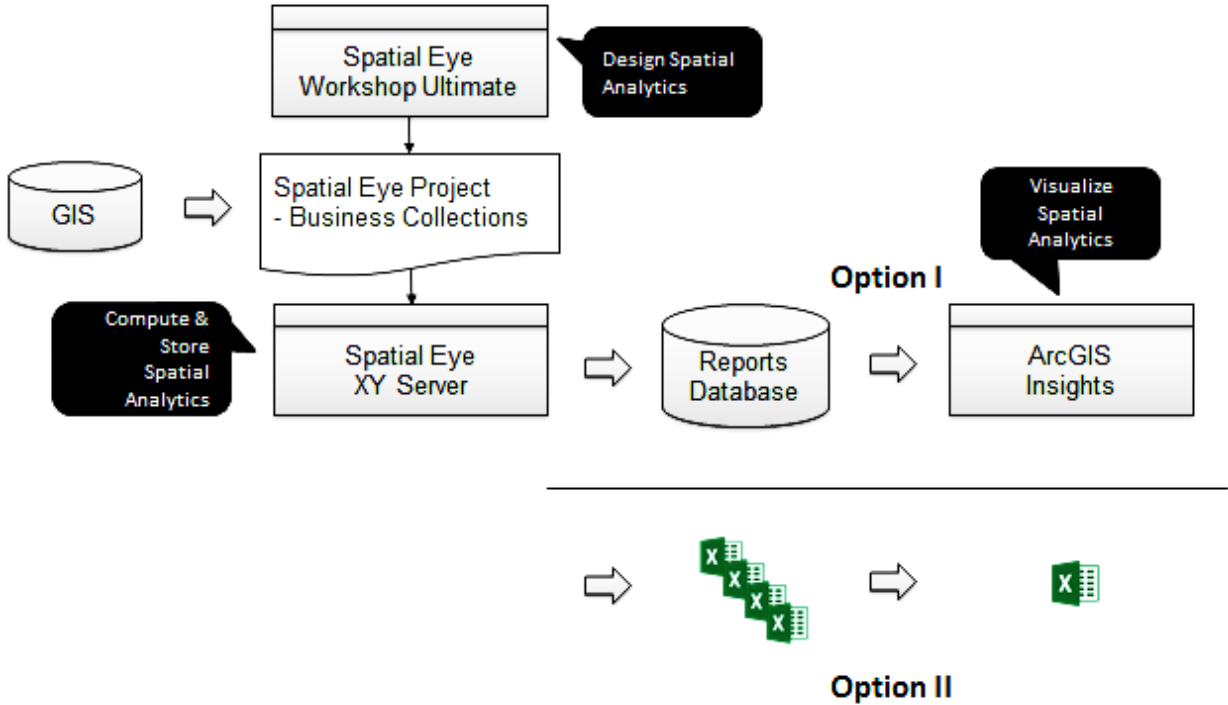 Spatial Eye
Workshop Ultimate
Design Spatial
Analytics
GIS
Spatial Eye Project
- Business Collections
Visualize
Spatial
Analytics
Option I
Compute &
Store
Spatial
Analytics
Spatial Eye
XY Server
Reports
Database
ArcGIS
Insights
X
X
X
X
X
Option II